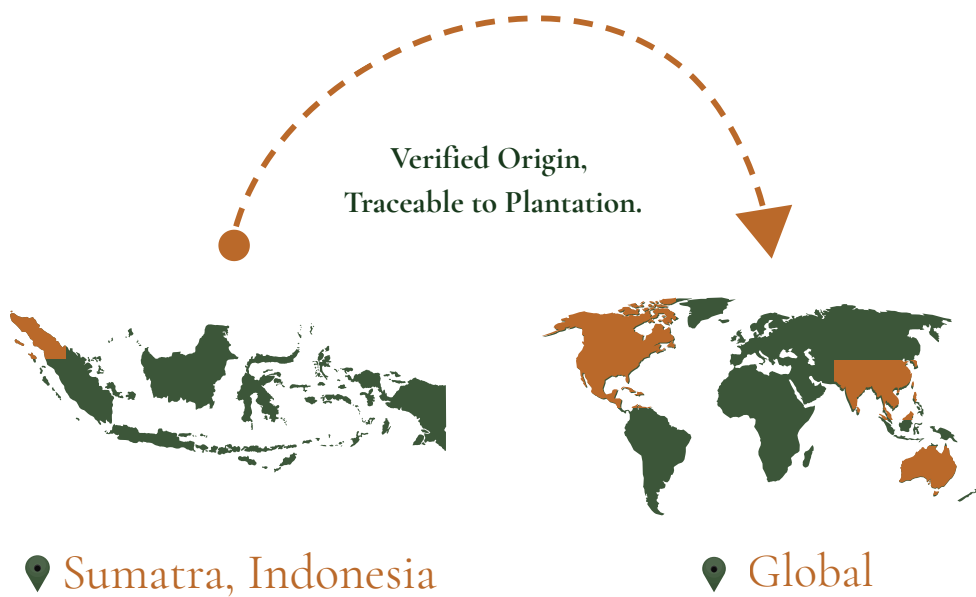 Verified Origin,
Traceable to Plantation.
Sumatra, Indonesia
Global